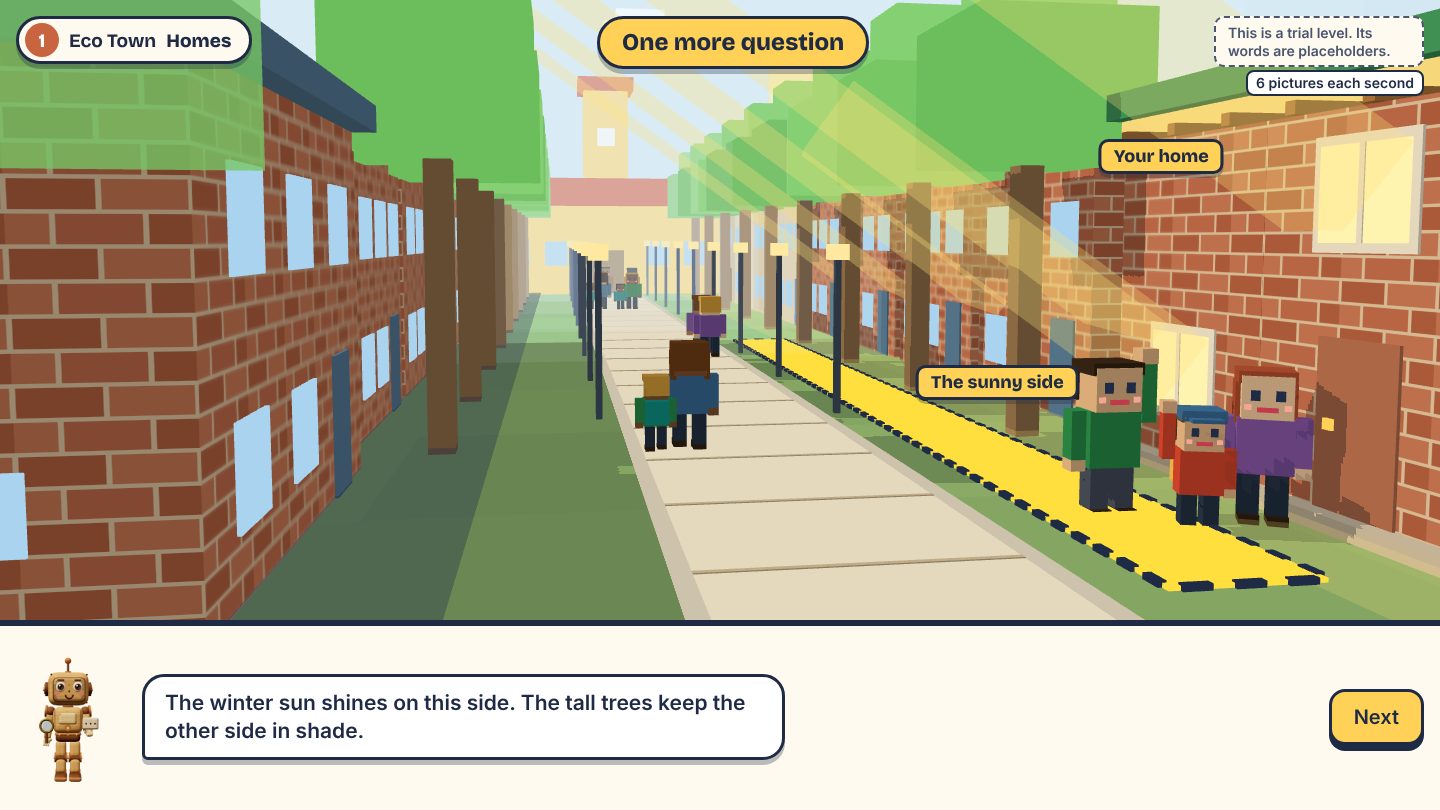 1 Eco Town Homes
One more question
This is a trial level. Its
words are placeholders.
6 pictures each second
Your home
The sunny side
The winter sun shines on this side. The tall trees keep the
other side in shade.
Next